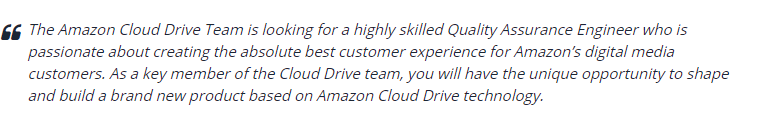 “ The Amazon Cloud Drive Team is looking for a highly skilled Quality Assurance Engineer who is
passionate about creating the absolute best customer experience for Amazon’s digital media
customers. As a key member of the Cloud Drive team, you will have the unique opportunity to shape
and build a brand new product based on Amazon Cloud Drive technology.